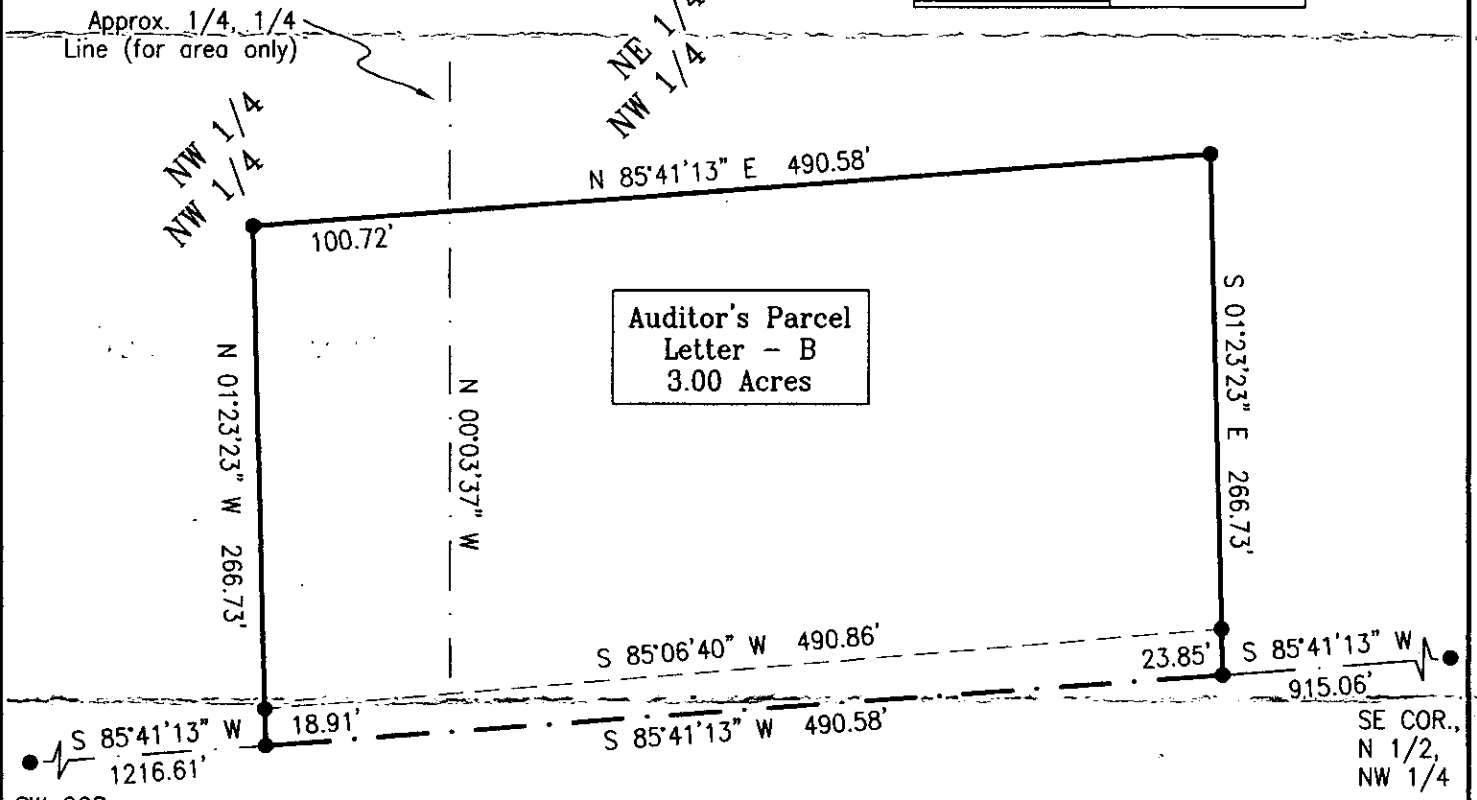 Approx. 1/4, 1/4
Line (for area only)
NE 1/4
NW 1/4
NW 1/4
NW 1/4
N 85°41'13" E 490.58'
100.72'
Auditor's Parcel
Letter - B
3.00 Acres
N 01°23'23" W 266.73'
N 00°03'37" W
S 01°23'23" E 266.73'
S 85°06'40" W 490.86'
23.85'
S 85°41'13" W
915.06'
S 85°41'13" W
18.91'
S 85°41'13" W 490.58'
1216.61'
SE COR.,
N 1/2,
NW 1/4